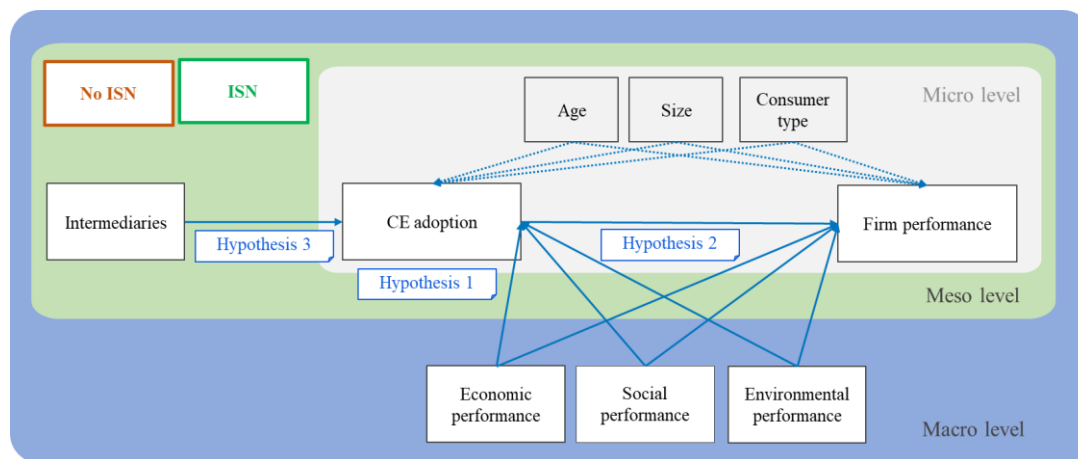 No ISN
ISN
Micro level
Age
Size
Consumer
type
Intermediaries
CE adoption
Firm performance
Hypothesis 3
Hypothesis 2
Hypothesis 1
Meso level
Economic
performance
Social
performance
Environmental
performance
Macro level